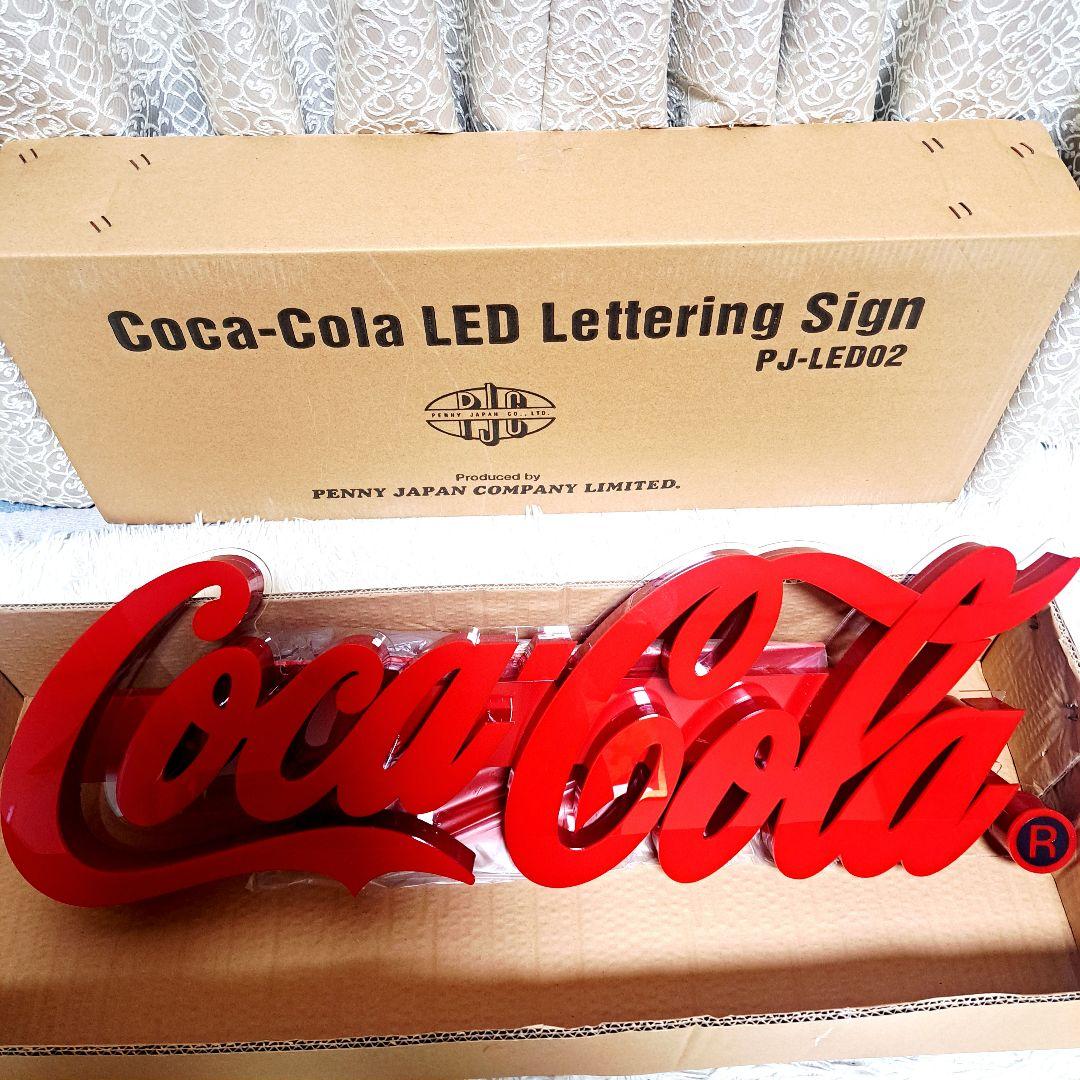 Coca-Cola LED Lettering Sign
PJ-LED02
PJC
PENNY JAPAN CO., LTD.
Produced by
PENNY JAPAN COMPANY LIMITED.
Coca-Cola
®